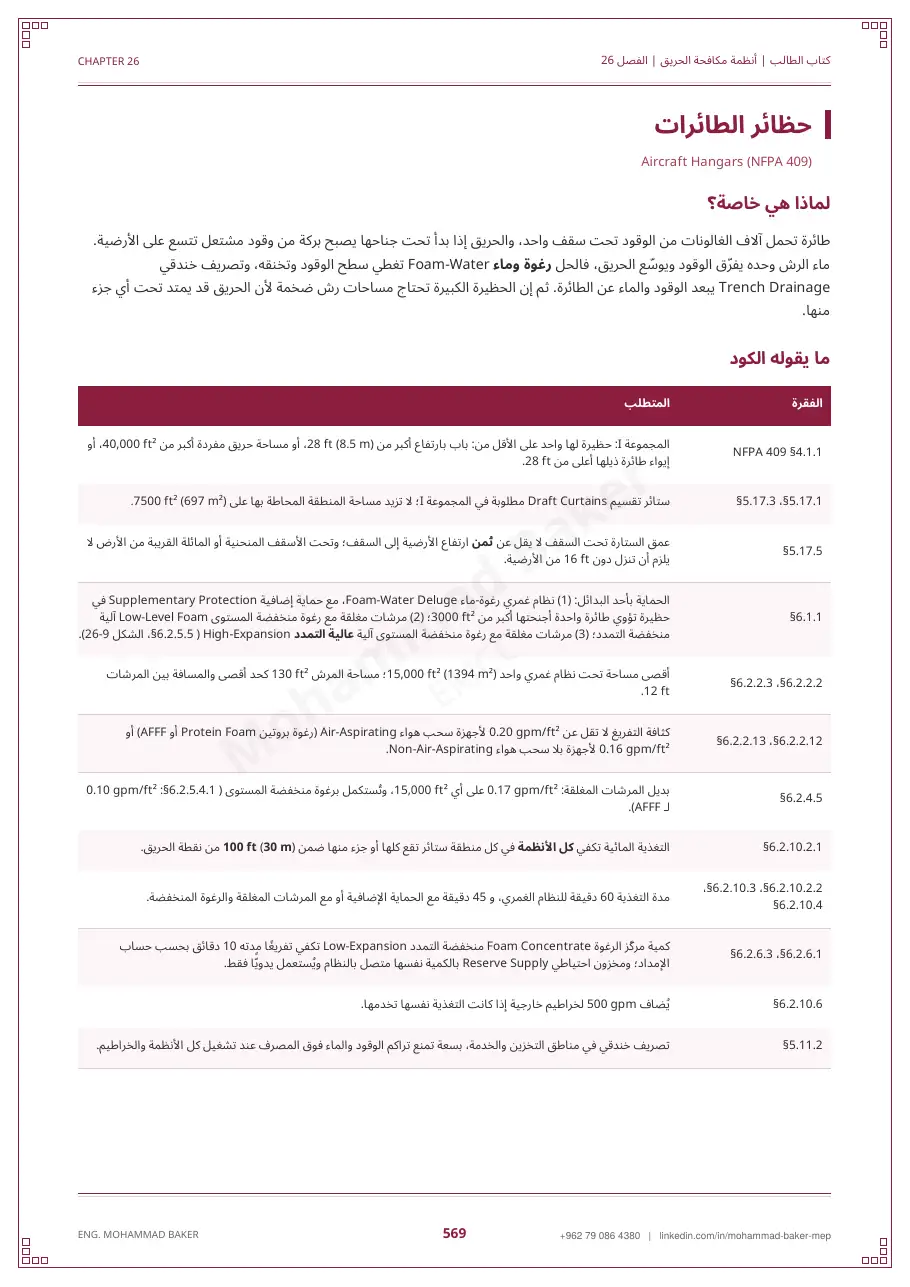 كتاب الطالب | أنظمة مكافحة الحريق | الفصل 26
CHAPTER 26
حظائر الطائرات
Aircraft Hangars (NFPA 409)
لماذا هي خاصة؟
طائرة تحمل آلاف الغالونات من الوقود تحت سقف واحد، والحريق إذا بدأ تحت جناحها يصبح بركة من وقود مشتعل تتسع على الأرضية.
ماء الرش وحده يفرّق الوقود ويوسّع الحريق، فالحل رغوة وماء Foam-Water تغطي سطح الوقود وتخنقه، وتصريف خندقي
Trench Drainage يبعد الوقود والماء عن الطائرة. ثم إن الحظيرة الكبيرة تحتاج مساحات رش ضخمة لأن الحريق قد يمتد تحت أي جزء
منها.
ما يقوله الكود
الفقرة
المتطلب
NFPA 409 §4.1.1
المجموعة I: حظيرة لها واحد على الأقل من: باب بارتفاع أكبر من 28 ft (8.5 m)، أو مساحة حريق مفردة أكبر من 40,000 ft²، أو
إيواء طائرة ذيلها أعلى من 28 ft.
§5.17.1، §5.17.3
ستائر تقسيم Draft Curtains مطلوبة في المجموعة I؛ لا تزيد مساحة المنطقة المحاطة بها على 7500 ft² (697 m²).
§5.17.5
عمق الستارة تحت السقف لا يقل عن ثمن ارتفاع الأرضية إلى السقف؛ وتحت الأسقف المنحنية أو المائلة القريبة من الأرض لا
يلزم أن تنزل دون 16 ft من الأرضية.
§6.1.1
الحماية بأحد البدائل: (1) نظام غمري رغوة-ماء Foam-Water Deluge، مع حماية إضافية Supplementary Protection في
حظيرة تؤوي طائرة واحدة أجنحتها أكبر من 3000 ft²؛ (2) مرشات مغلقة مع رغوة منخفضة المستوى Low-Level Foam آلية
منخفضة التمدد؛ (3) مرشات مغلقة مع رغوة منخفضة المستوى آلية عالية التمدد High-Expansion ( §6.2.5.5، الشكل 9-26).
§6.2.2.2، §6.2.2.3
أقصى مساحة تحت نظام غمري واحد 15,000 ft² (1394 m²)؛ مساحة المرش 130 ft² كحد أقصى والمسافة بين المرشات
12 ft.
§6.2.2.12، §6.2.2.13
كثافة التفريغ لا تقل عن 0.20 gpm/ft² لأجهزة سحب هواء Air-Aspirating (رغوة بروتين Protein Foam أو AFFF) أو
0.16 gpm/ft² لأجهزة بلا سحب هواء Non-Air-Aspirating.
§6.2.4.5
بديل المرشات المغلقة: 0.17 gpm/ft² على أي 15,000 ft²، وتُستكمل برغوة منخفضة المستوى ( §6.2.5.4.1: 0.10 gpm/ft²
لـ AFFF).
§6.2.10.2.1
التغذية المائية تكفي كل الأنظمة في كل منطقة ستائر تقع كلها أو جزء منها ضمن 100 ft (30 m) من نقطة الحريق.
§6.2.10.2.2، §6.2.10.3،
§6.2.10.4
مدة التغذية 60 دقيقة للنظام الغمري، و 45 دقيقة مع الحماية الإضافية أو مع المرشات المغلقة والرغوة المنخفضة.
§6.2.6.1، §6.2.6.3
كمية مركّز الرغوة Foam Concentrate منخفضة التمدد Low-Expansion تكفي تفريغًا مدته 10 دقائق بحسب حساب
الإمداد؛ ومخزون احتياطي Reserve Supply بالكمية نفسها متصل بالنظام ويُستعمل يدويًّا فقط.
§6.2.10.6
يُضاف 500 gpm لخراطيم خارجية إذا كانت التغذية نفسها تخدمها.
§5.11.2
تصريف خندقي في مناطق التخزين والخدمة، بسعة تمنع تراكم الوقود والماء فوق المصرف عند تشغيل كل الأنظمة والخراطيم.
Mohammad Baker
ENG. MOHAMMAD BAKER
569
+962 79 086 4380 | linkedin.com/in/mohammad-baker-mep